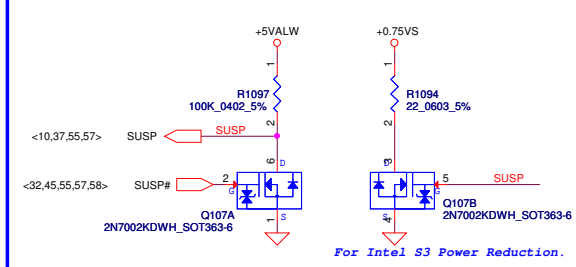 +5VALW
+0.75VS
1
1
R1097
100K_0402_5%
R1094
22_0603_5%
2
2
<10,37,55,57>
SUSP
SUSP
6
D
3
D
<32,45,55,57,58>
SUSP#
2
G
5
SUSP
G
Q107A
2N7002KDWH_SOT363-6
1
S
4
S
Q107B
2N7002KDWH_SOT363-6
For Intel S3 Power Reduction.